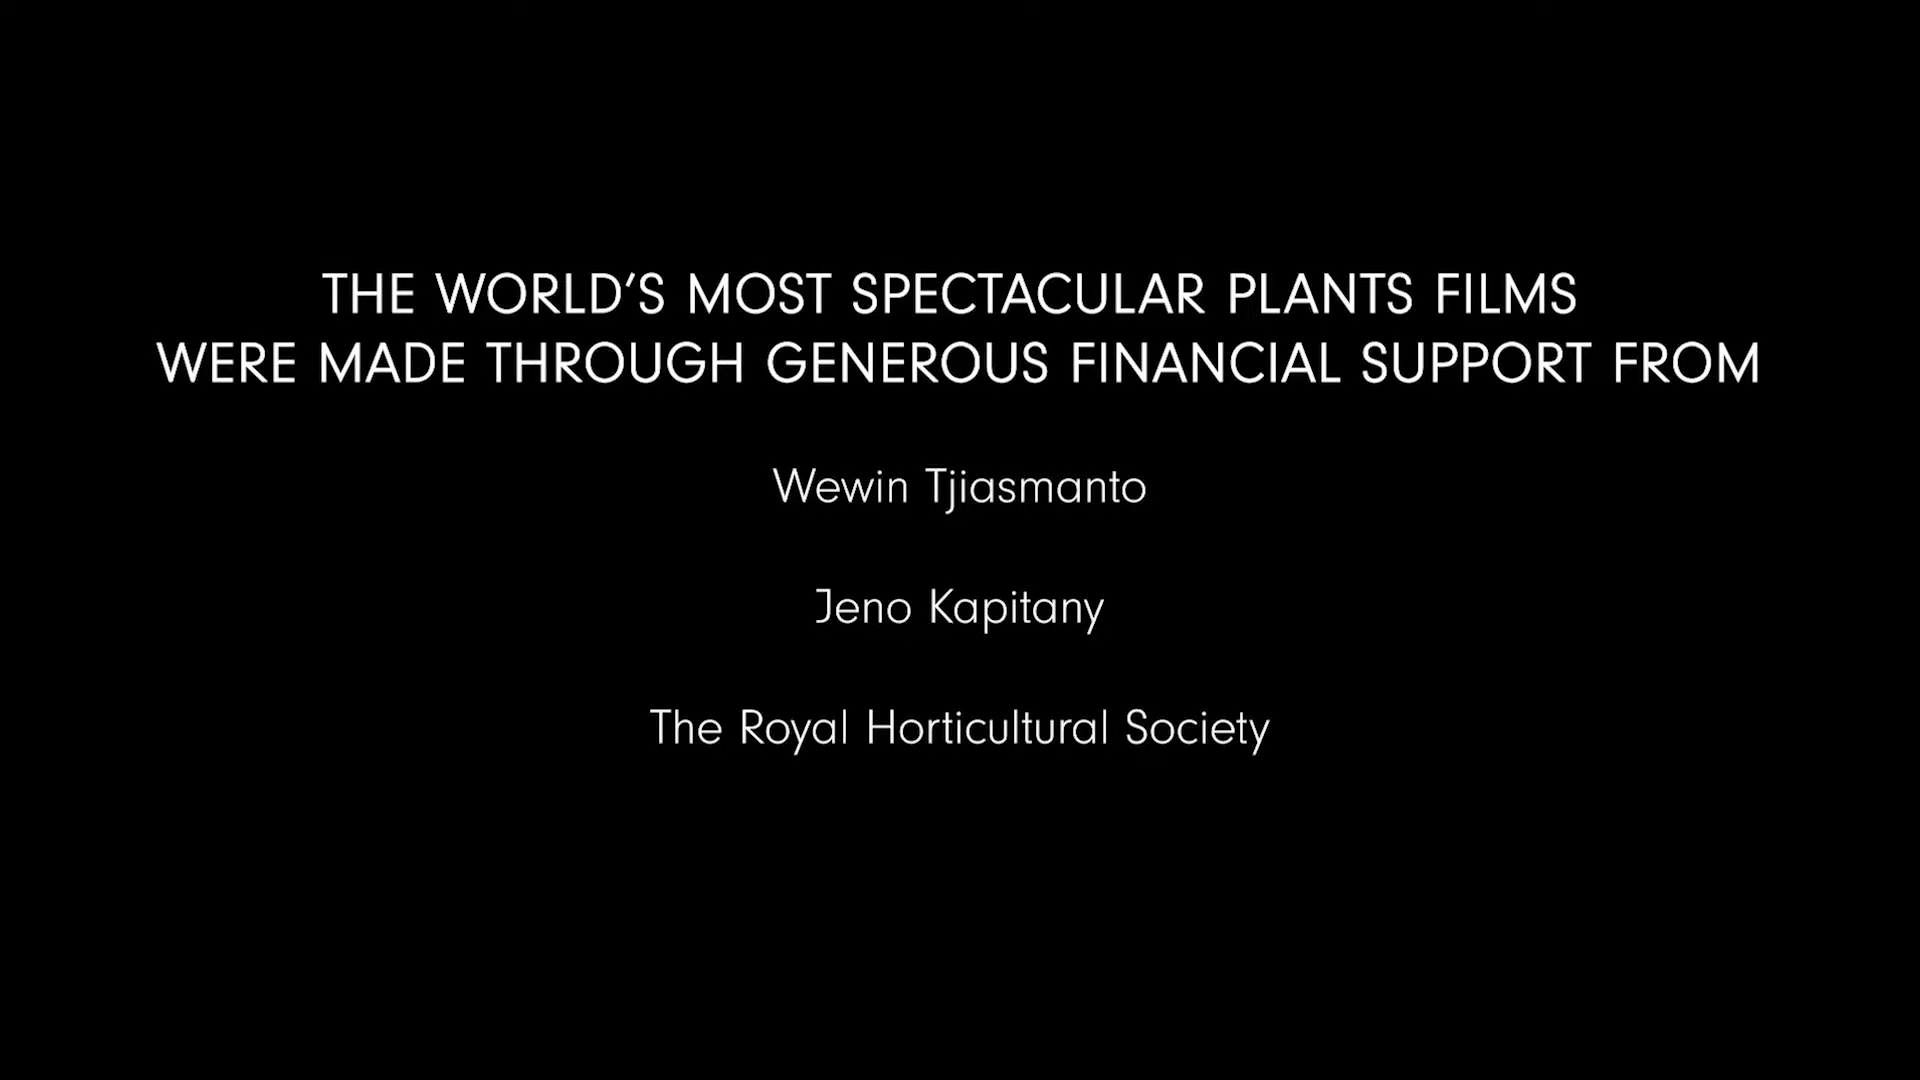 THE WORLD’S MOST SPECTACULAR PLANTS FILMS
WERE MADE THROUGH GENEROUS FINANCIAL SUPPORT FROM
Wewin Tjiasmanto
Jeno Kapitany
The Royal Horticultural Society